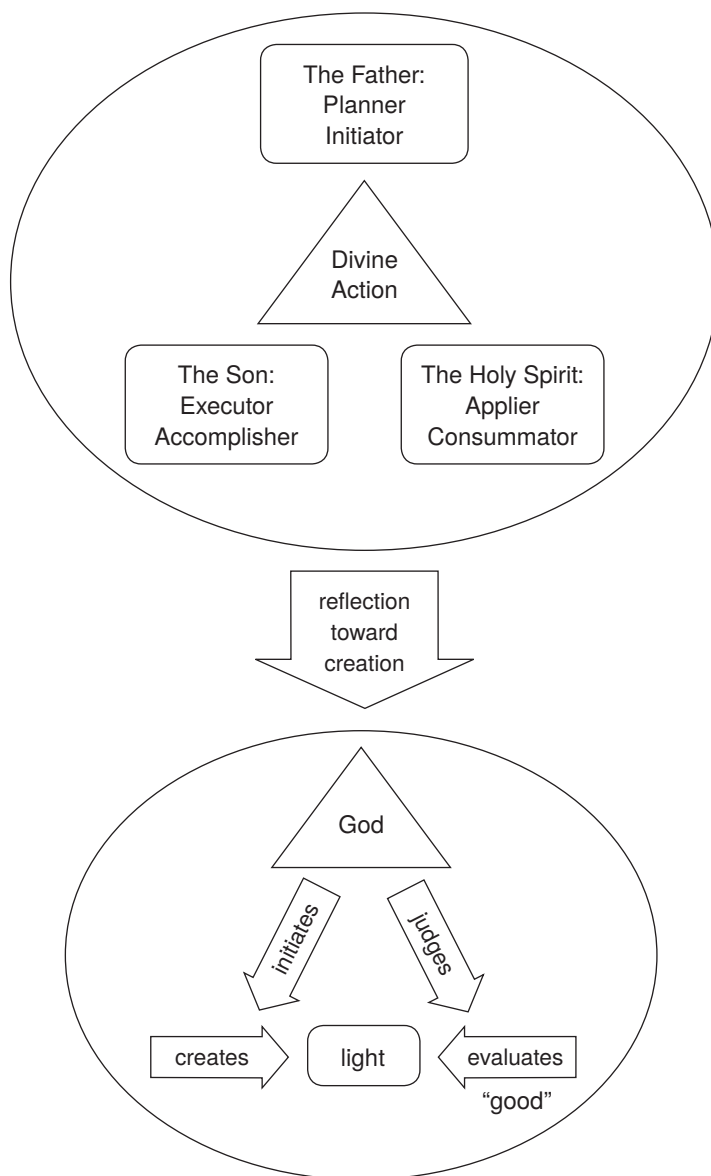 The Father:
Planner
Initiator
Divine
Action
The Son:
Executor
Accomplisher
The Holy Spirit:
Applier
Consummator
reflection
toward
creation
God
initiates
judges
creates
light
evaluates
“good”